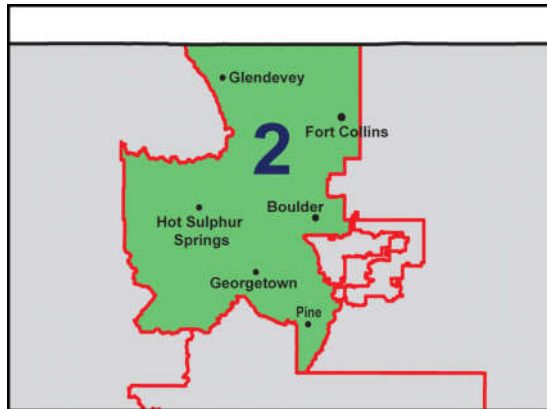 Glendevey
Fort Collins
2
Boulder
Hot Sulphur
Springs
Georgetown
Pine